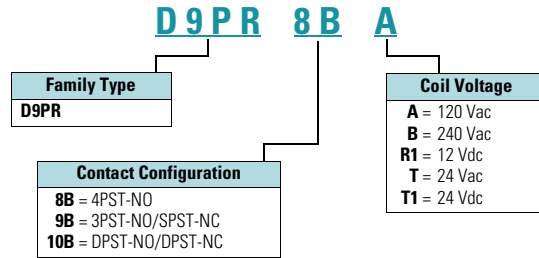 D9PR 8B A
Family Type
D9PR
Contact Configuration
8B = 4PST-NO
9B = 3PST-NO/SPST-NC
10B = DPST-NO/DPST-NC
Coil Voltage
A = 120 Vac
B = 240 Vac
R1 = 12 Vdc
T = 24 Vac
T1 = 24 Vdc